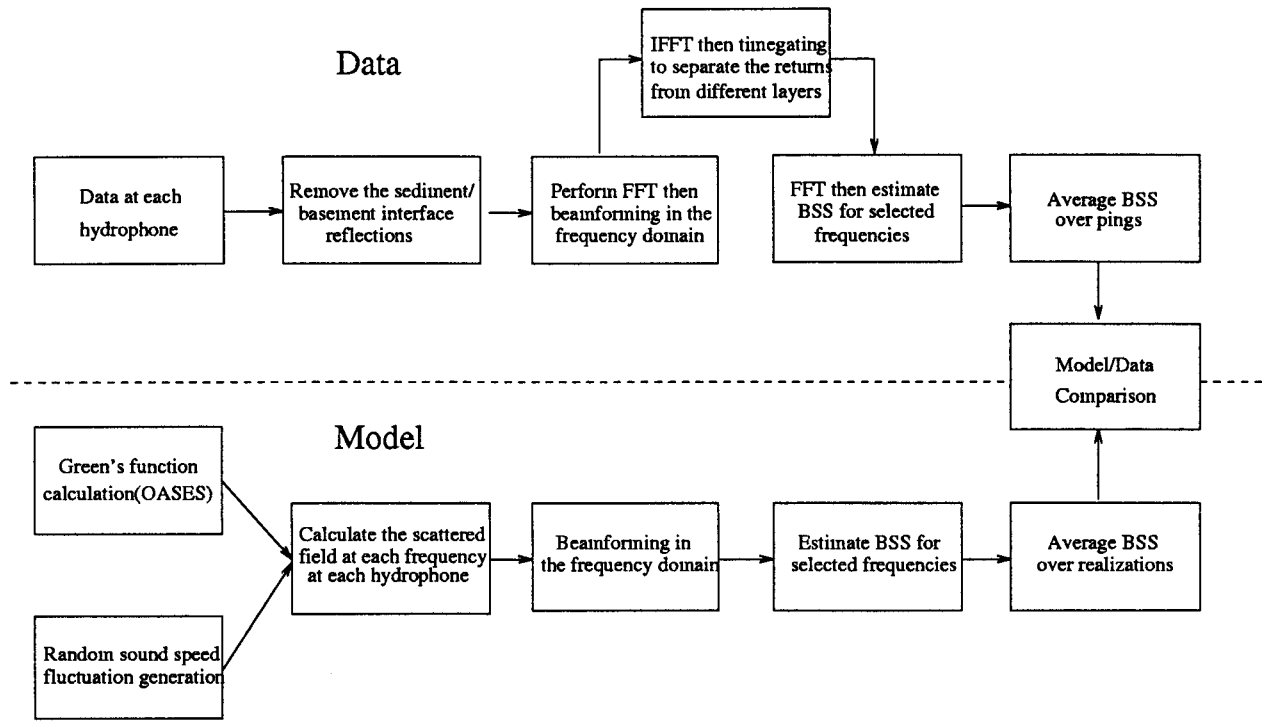 Data
IFFT then timegating
to separate the returns
from different layers
Data at each
hydrophone
Remove the sediment/
basement interface
reflections
Perform FFT then
beamforming in the
frequency domain
FFT then estimate
BSS for selected
frequencies
Average BSS
over pings
Model/Data
Comparison
Model
Green's function
calculation(OASES)
Random sound speed
fluctuation generation
Calculate the scattered
field at each frequency
at each hydrophone
Beamforming in
the frequency domain
Estimate BSS for
selected frequencies
Average BSS
over realizations